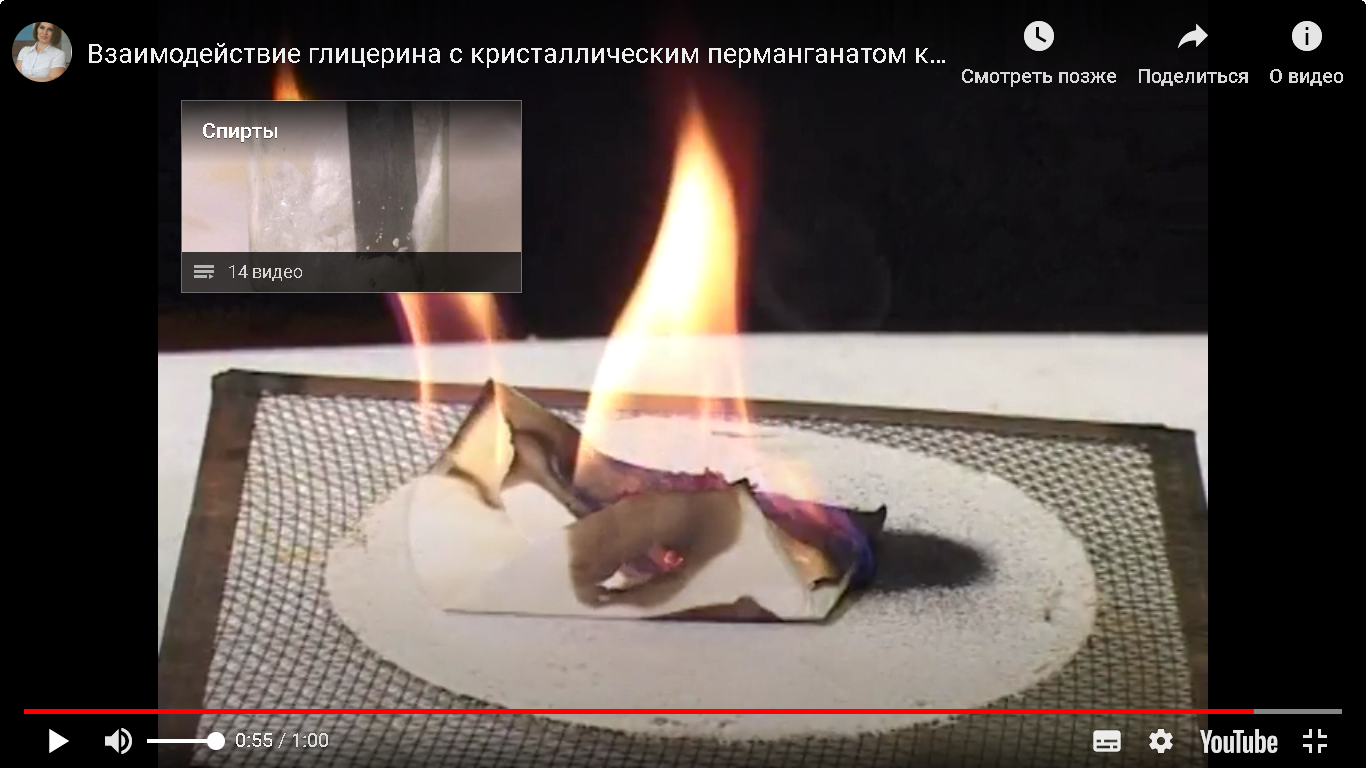 Взаимодействие глицерина с кристаллическим перманганатом к...
Смотреть позже
Поделиться
О видео
Спирты
14 видео
0:55 / 1:00
YouTube